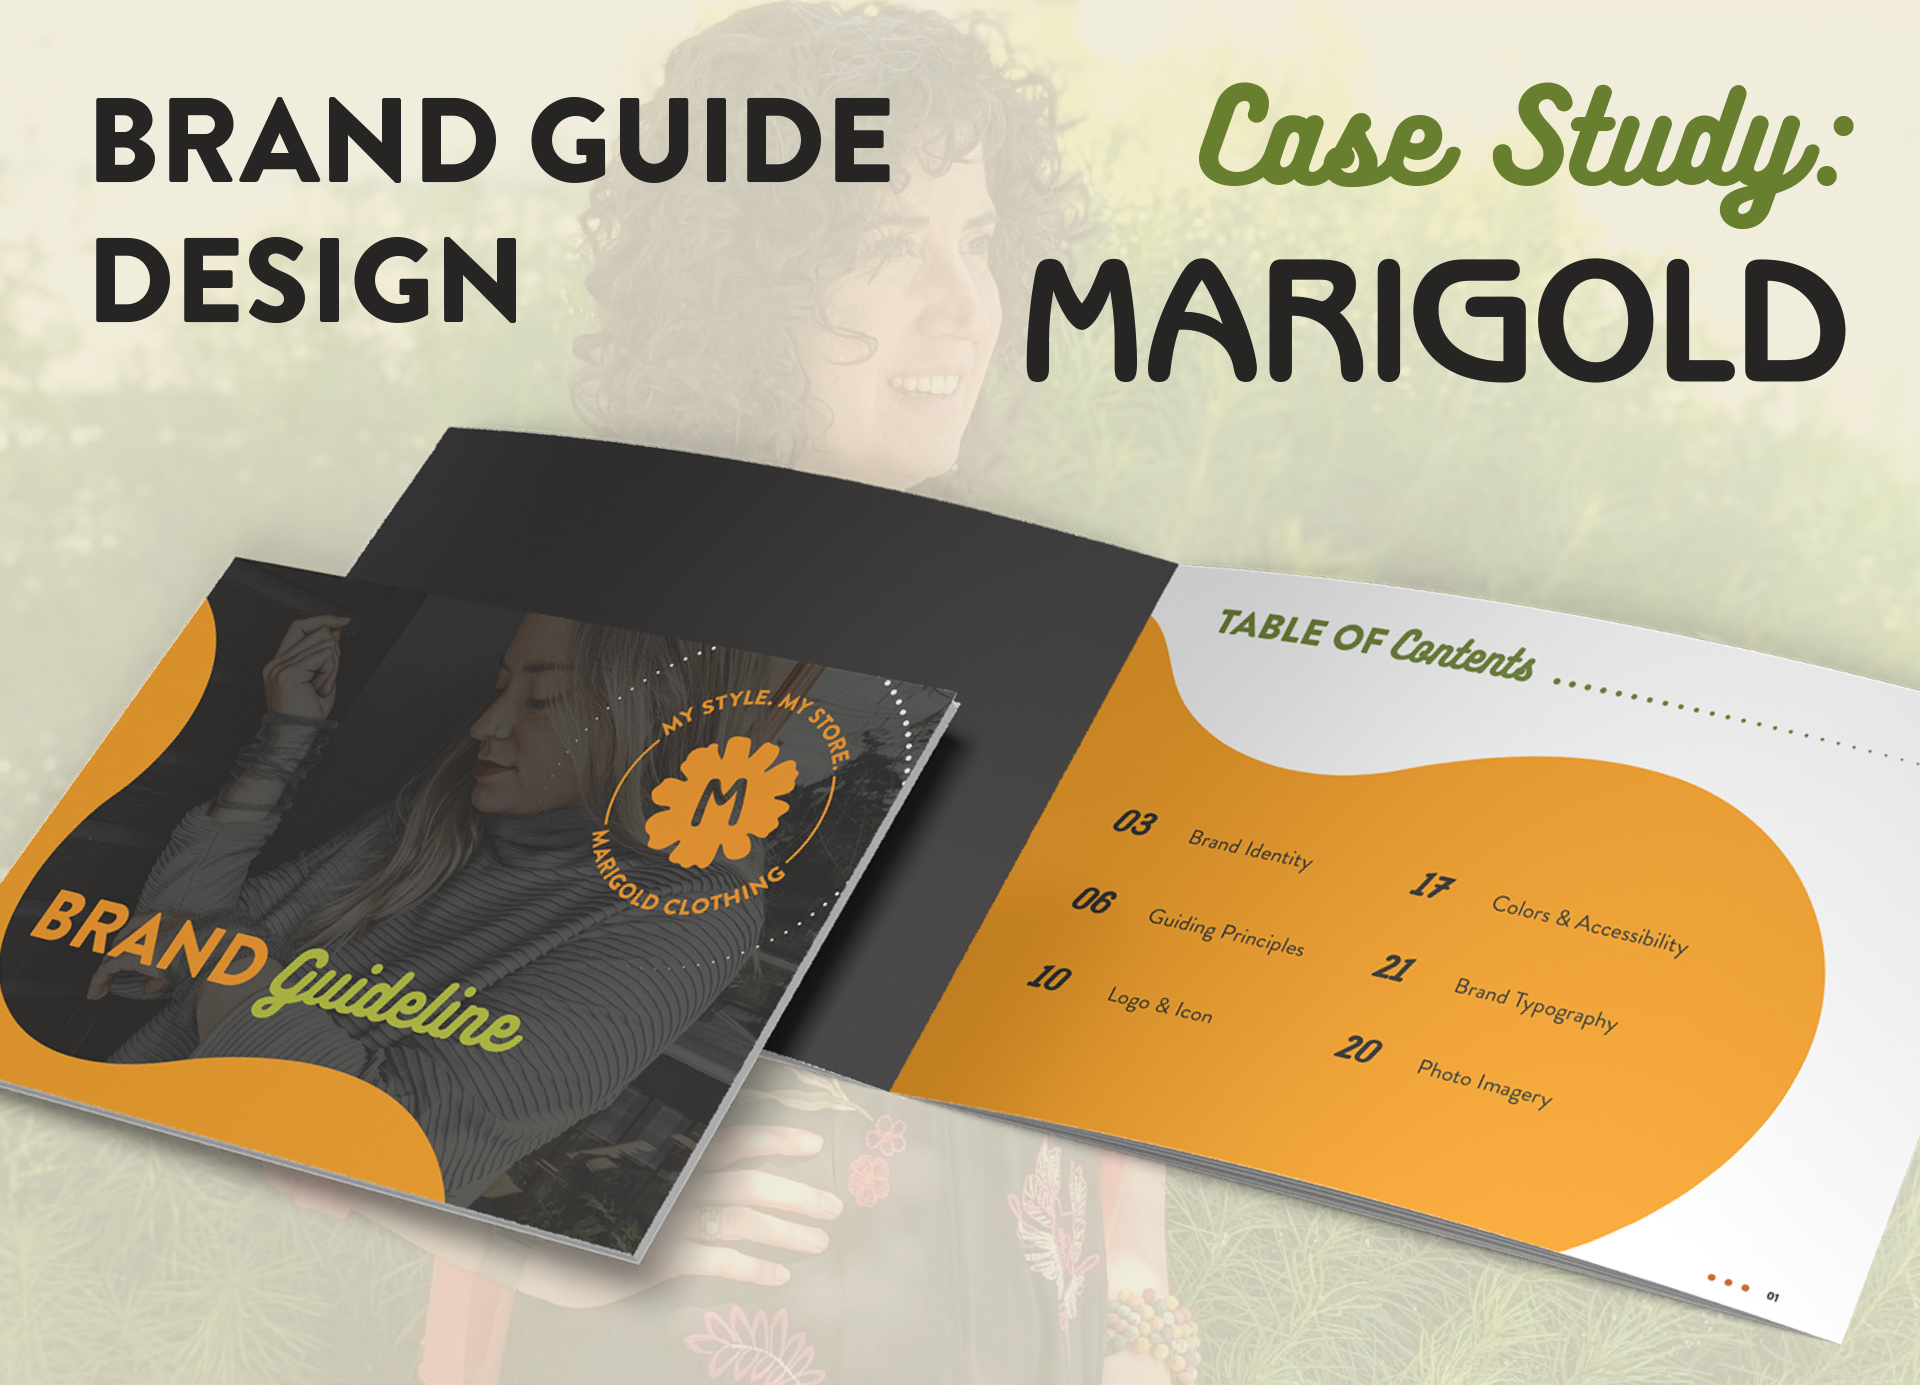 BRAND GUIDE
DESIGN
Case Study:
MARIGOLD
MY STYLE. MY STORE.
M
MARIGOLD CLOTHING
BRAND Guideline
TABLE OF Contents
03 Brand Identity
06 Guiding Principles
10 Logo & Icon
17 Colors & Accessibility
21 Brand Typography
20 Photo Imagery
01